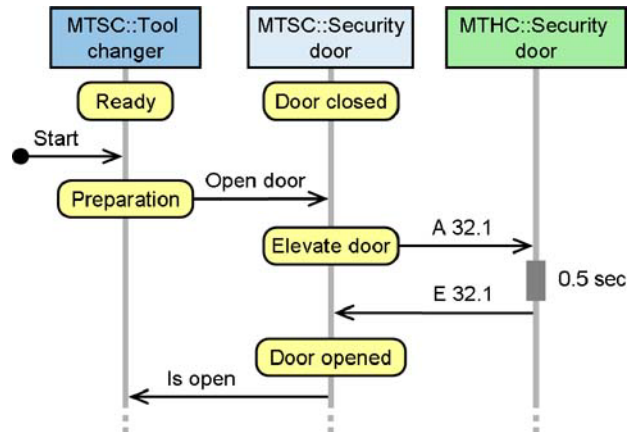 MTSC::Tool
changer
MTSC::Security
door
MTHC::Security
door
Ready
Door closed
Start
Preparation
Open door
Elevate door
A 32.1
0.5 sec
E 32.1
Door opened
Is open